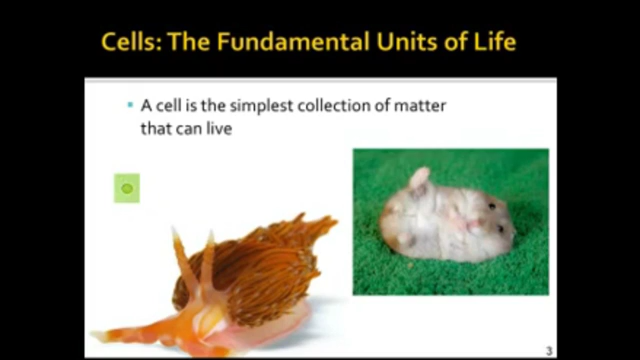 Cells: The Fundamental Units of Life
▪ A cell is the simplest collection of matter
that can live
3